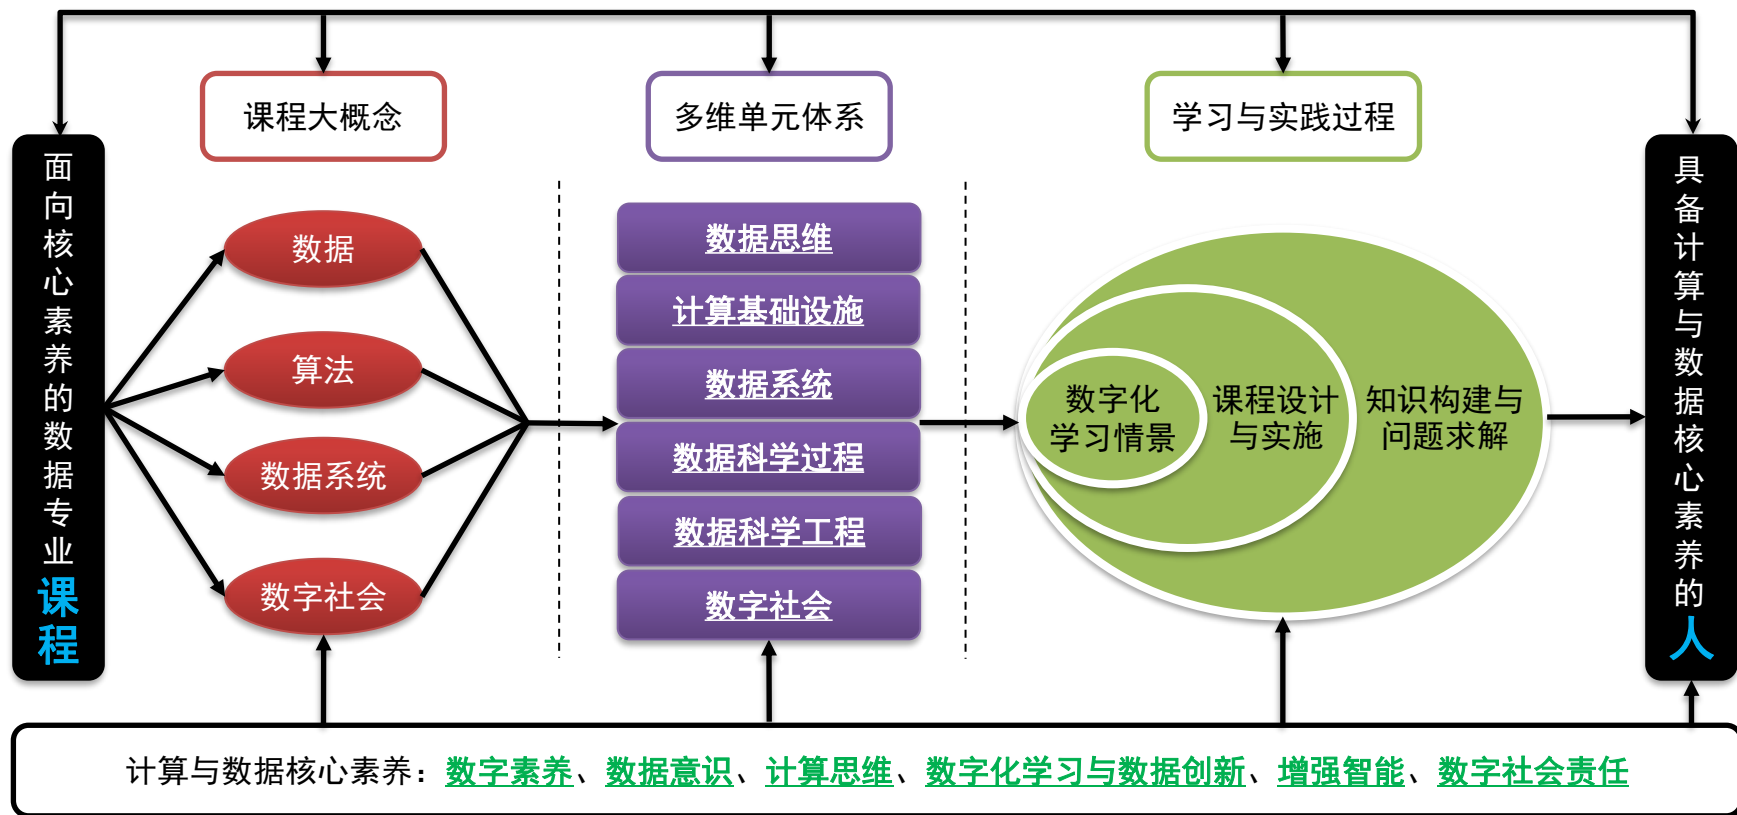 课程大概念
多维单元体系
学习与实践过程
面向核心素养的数据专业课程
数据
算法
数据系统
数字社会
数据思维
计算基础设施
数据系统
数据科学过程
数据科学工程
数字社会
数字化
学习情景
课程设计
与实施
知识构建与
问题求解
具备计算与数据核心素养的人
计算与数据核心素养：数字素养、数据意识、计算思维、数字化学习与数据创新、增强智能、数字社会责任